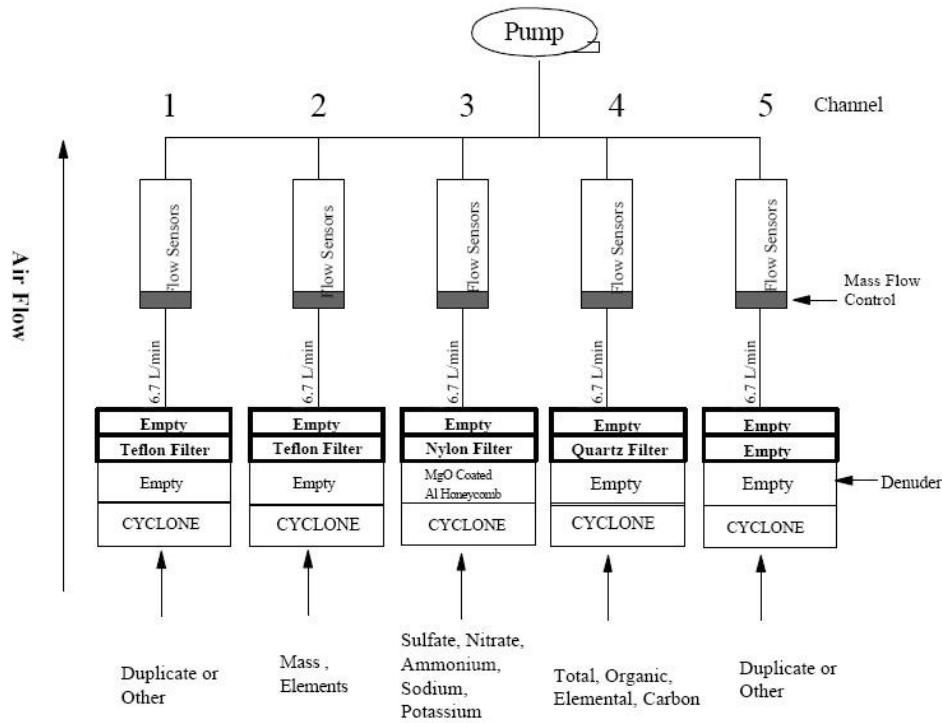 Pump
1 2 3 4 5 Channel
Air Flow
Flow Sensors Flow Sensors Flow Sensors Flow Sensors Flow Sensors
Mass Flow
Control
6.7 L/min 6.7 L/min 6.7 L/min 6.7 L/min 6.7 L/min
Empty Empty Empty Empty Empty
Teflon Filter Teflon Filter Nylon Filter Quartz Filter Empty
Empty Empty MgO Coated
Al Honeycomb Empty Empty Denuder
CYCLONE CYCLONE CYCLONE CYCLONE CYCLONE
Duplicate or
Other
Mass ,
Elements
Sulfate, Nitrate,
Ammonium,
Sodium,
Potassium
Total, Organic,
Elemental, Carbon
Duplicate or
Other